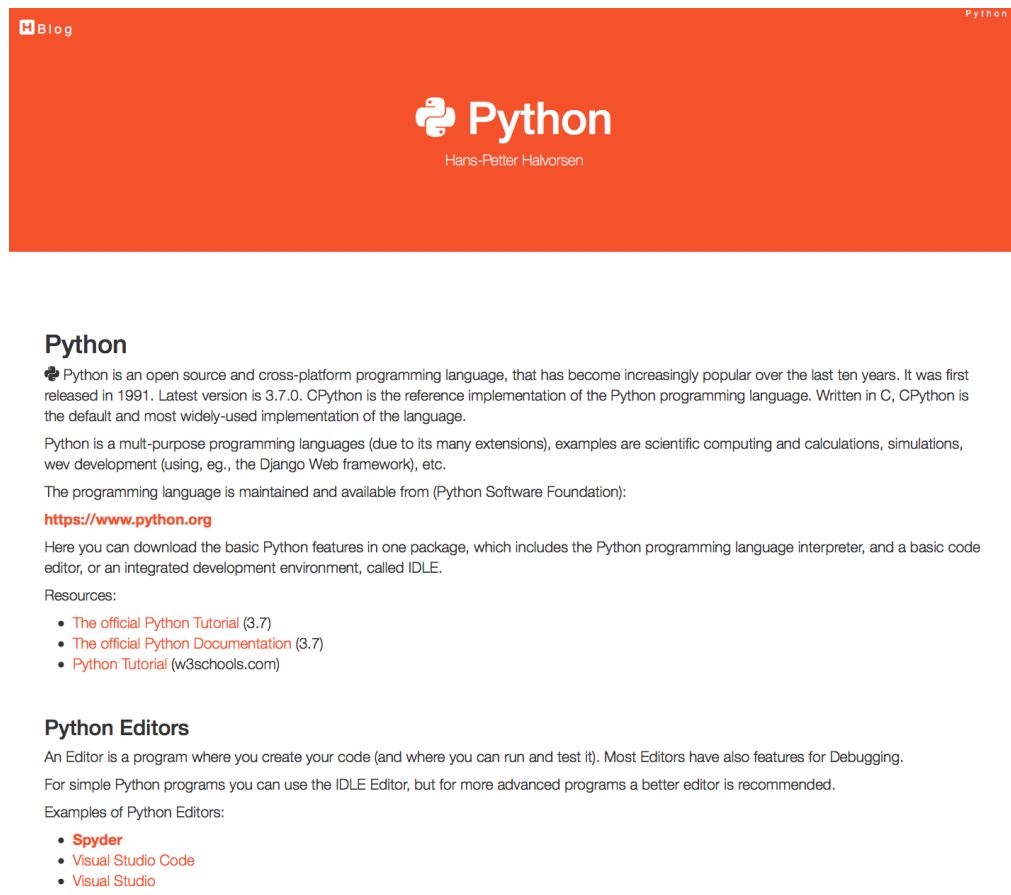 H Blog
Python
Python
Hans-Petter Halvorsen
Python
Python is an open source and cross-platform programming language, that has become increasingly popular over the last ten years. It was first
released in 1991. Latest version is 3.7.0. CPython is the reference implementation of the Python programming language. Written in C, CPython is
the default and most widely-used implementation of the language.
Python is a mult-purpose programming languages (due to its many extensions), examples are scientific computing and calculations, simulations,
wev development (using, eg., the Django Web framework), etc.
The programming language is maintained and available from (Python Software Foundation):
https://www.python.org
Here you can download the basic Python features in one package, which includes the Python programming language interpreter, and a basic code
editor, or an integrated development environment, called IDLE.
Resources:
• The official Python Tutorial (3.7)
• The official Python Documentation (3.7)
• Python Tutorial (w3schools.com)
Python Editors
An Editor is a program where you create your code (and where you can run and test it). Most Editors have also features for Debugging.
For simple Python programs you can use the IDLE Editor, but for more advanced programs a better editor is recommended.
Examples of Python Editors:
• Spyder
• Visual Studio Code
• Visual Studio